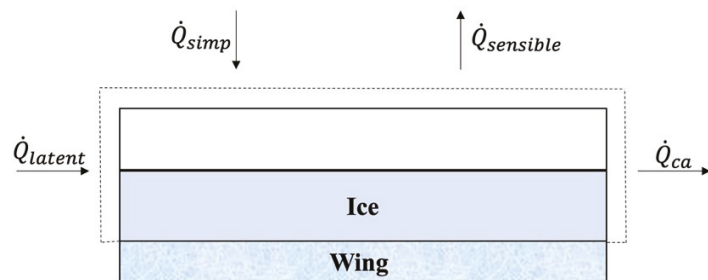 Q̇simp
Q̇sensible
Q̇latent
Q̇ca
Ice
Wing